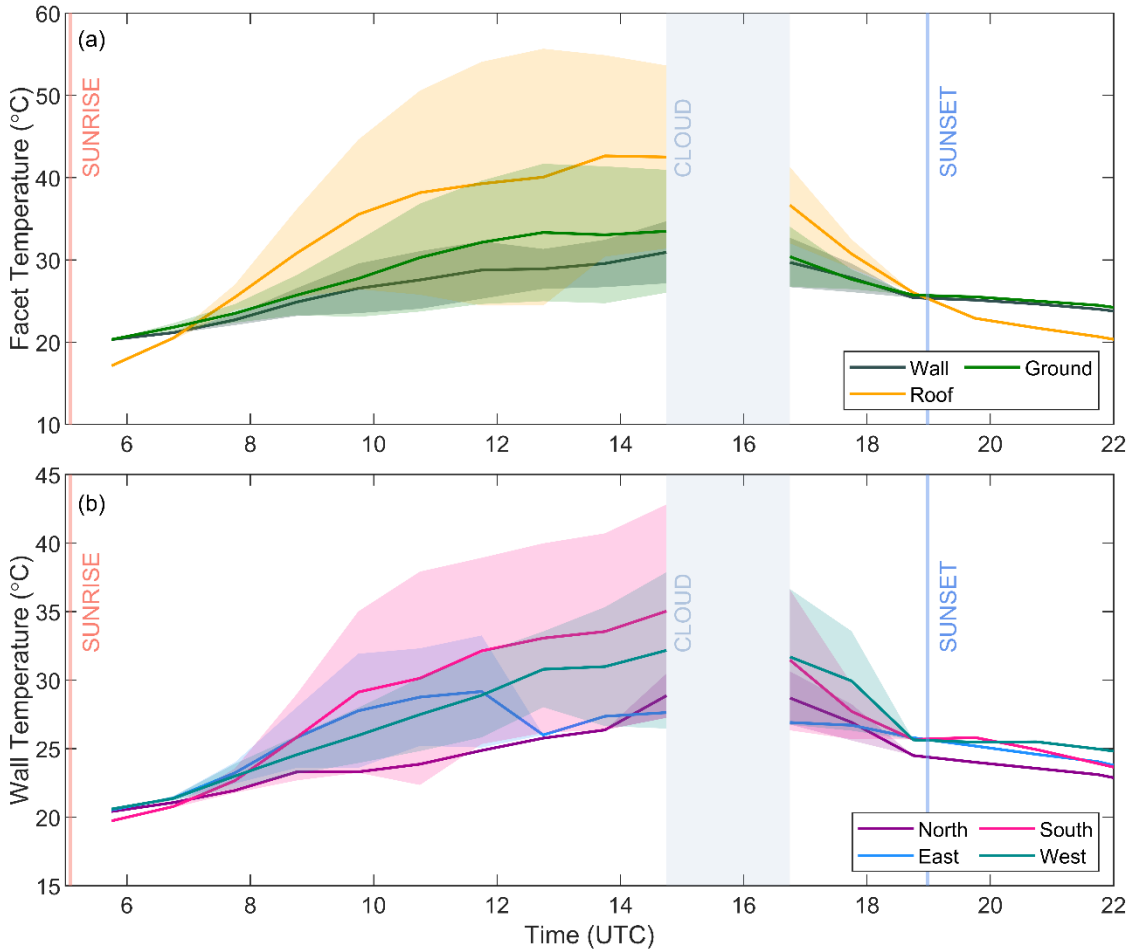 (a)
60
50
40
30
20
10
Facet Temperature (°C)
SUNRISE
CLOUD
SUNSET
Wall Ground
Roof
6 8 10 12 14 16 18 20 22
(b)
45
40
35
30
25
20
15
Wall Temperature (°C)
SUNRISE
CLOUD
SUNSET
North South
East West
6 8 10 12 14 16 18 20 22
Time (UTC)